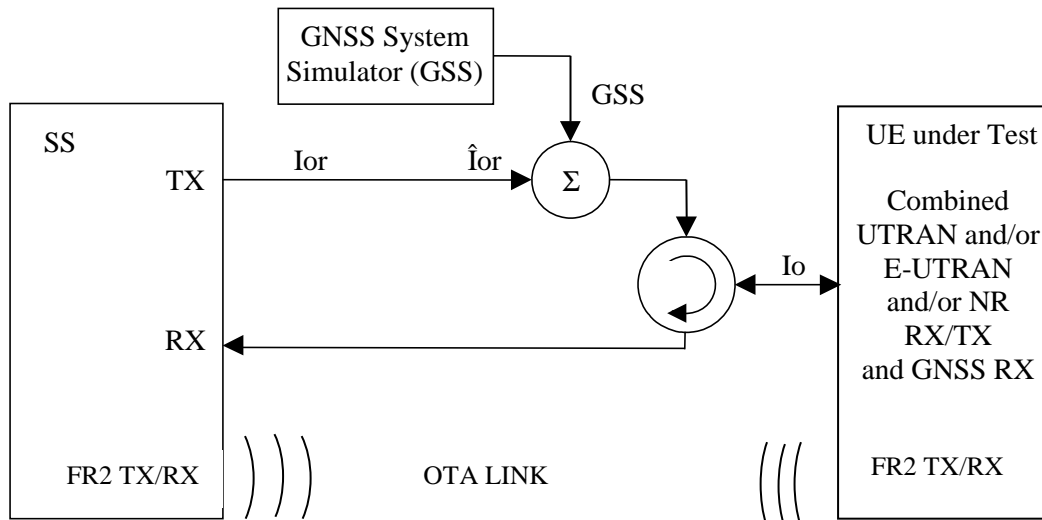 GNSS System
Simulator (GSS)
GSS
SS
TX
Ior
Îor
Σ
UE under Test
Combined
UTRAN and/or
E-UTRAN
and/or NR
RX/TX
and GNSS RX
Io
RX
FR2 TX/RX
OTA LINK
FR2 TX/RX